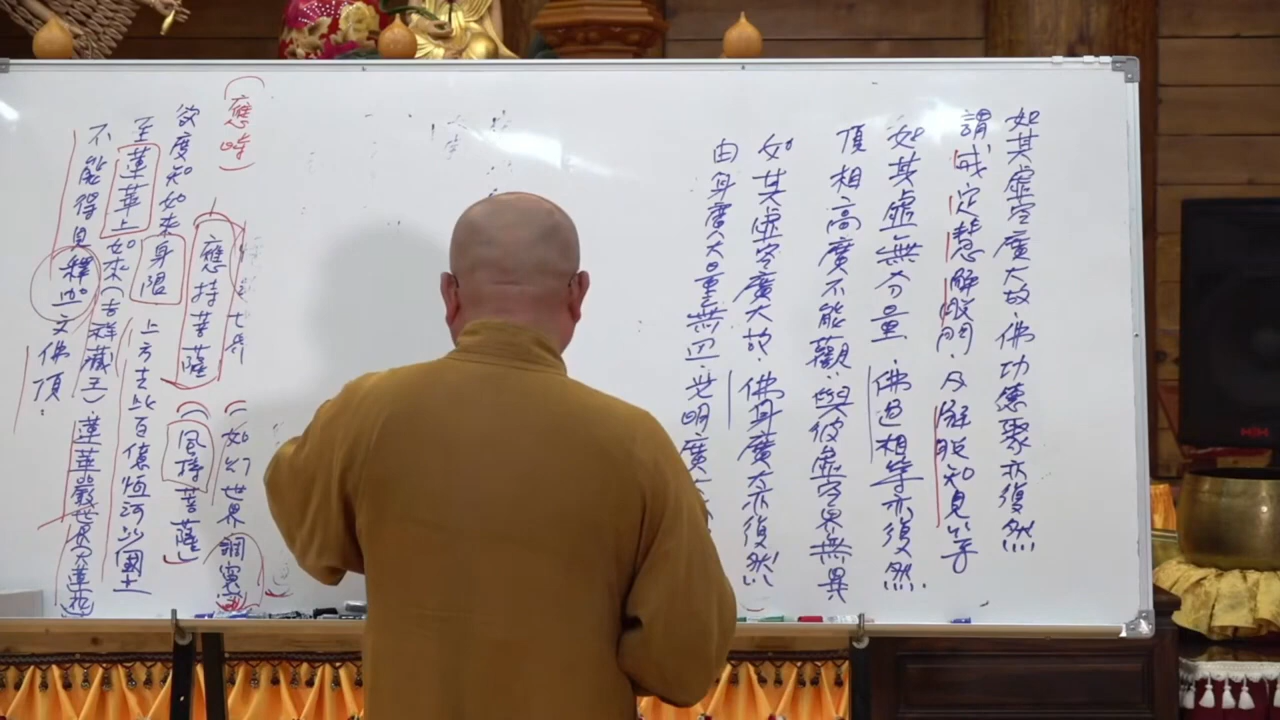 如其虛空廣大故．佛功德聚亦復然
謂戒定慧解脫門．及解脫知見等
如其虛無分量．佛過相等亦復然．
頂相高廣不能觀．與彼虛空界無異
如其虛空廣大故．佛身廣大亦復然
由身廣大量無邊．光明廣
（應時）
七
（如幻世界
應持菩薩
（風持菩薩）
欲度知如來身限 上方去此百億恒河沙國土
至蓮華上如來（吉祥藏王）．蓮華嚴世界
不能得見釋迦文佛頂．